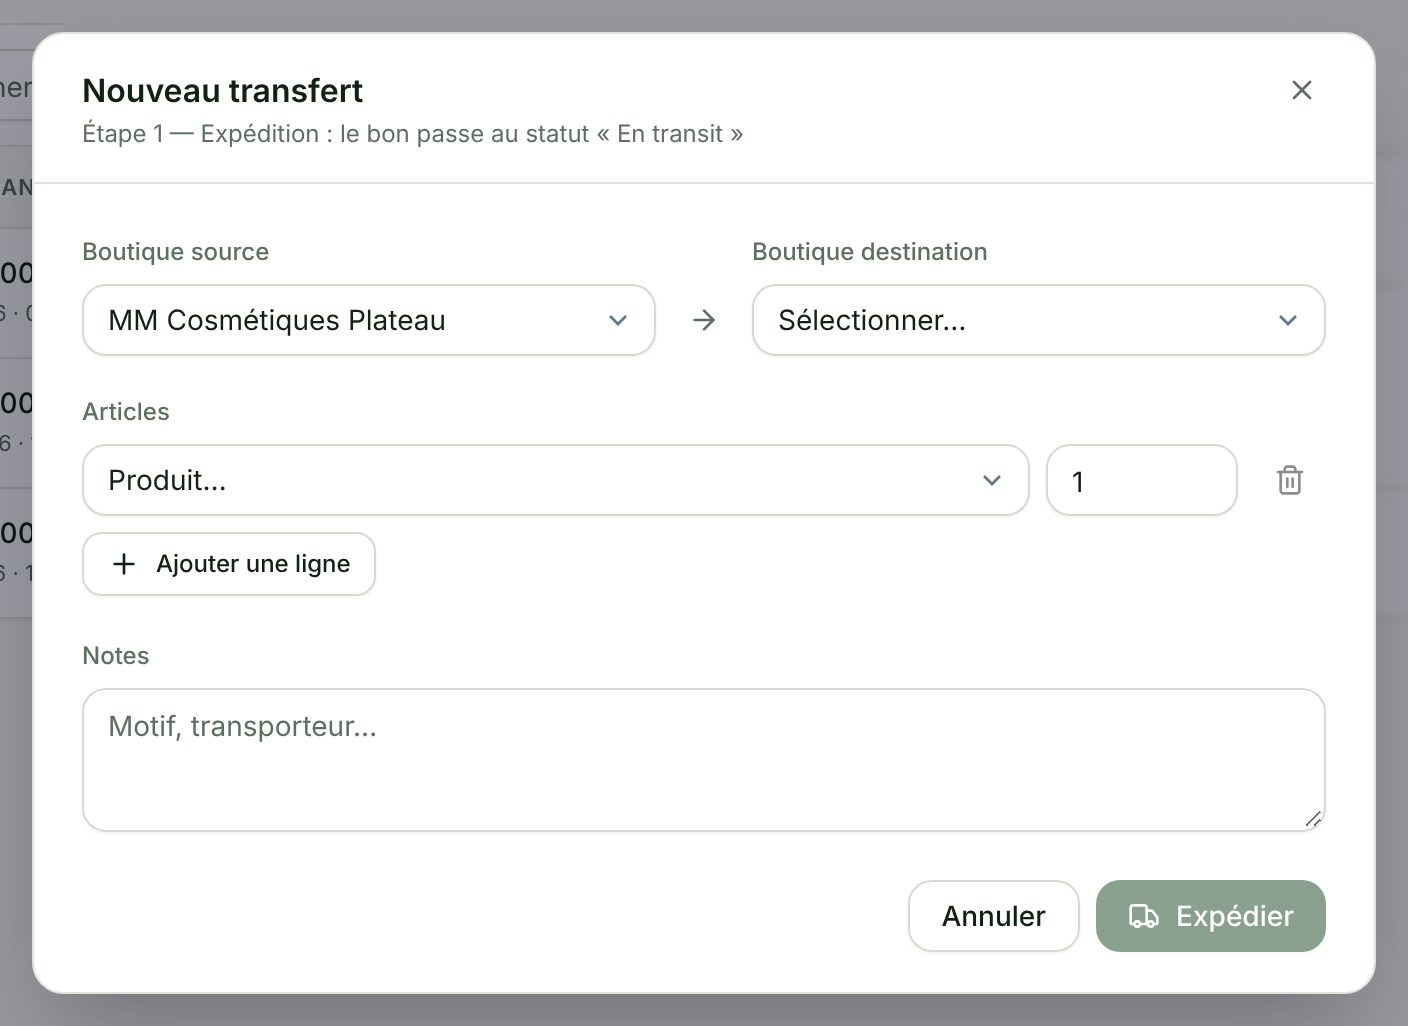 Nouveau transfert
Étape 1 — Expédition : le bon passe au statut « En transit »
Boutique source
Boutique destination
MM Cosmétiques Plateau
Sélectionner...
Articles
Produit...
1
Ajouter une ligne
Notes
Motif, transporteur...
Annuler
Expédier